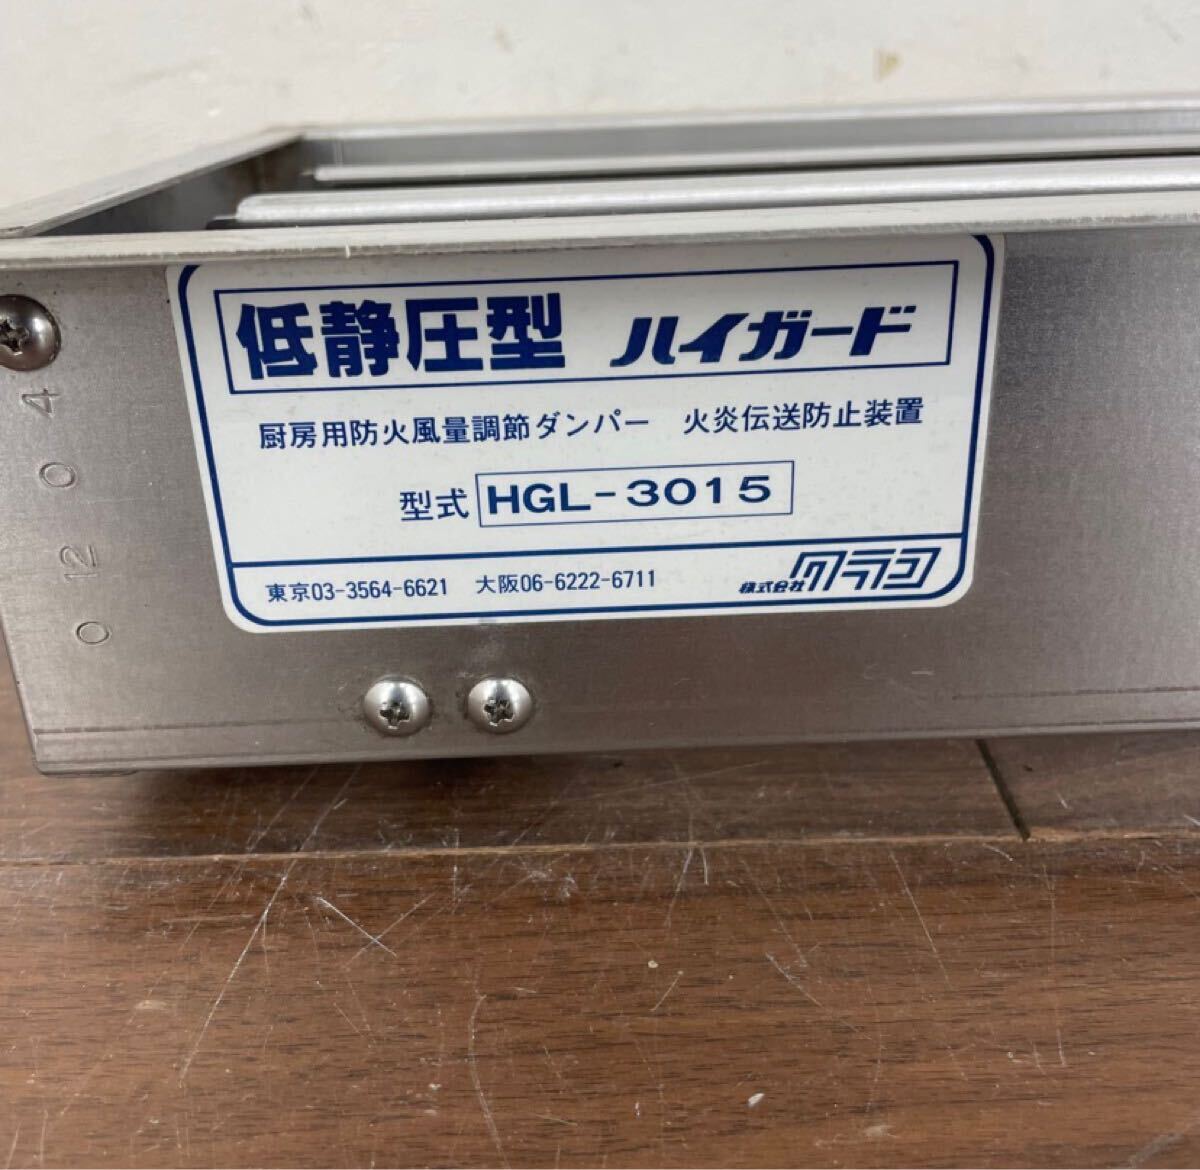 低静圧型 ハイガード
厨房用防火風量調節ダンパー 火炎伝送防止装置
型式 HGL-3015
東京03-3564-6621 大阪06-6222-6711 株式会社クラコ
4
0
12
0